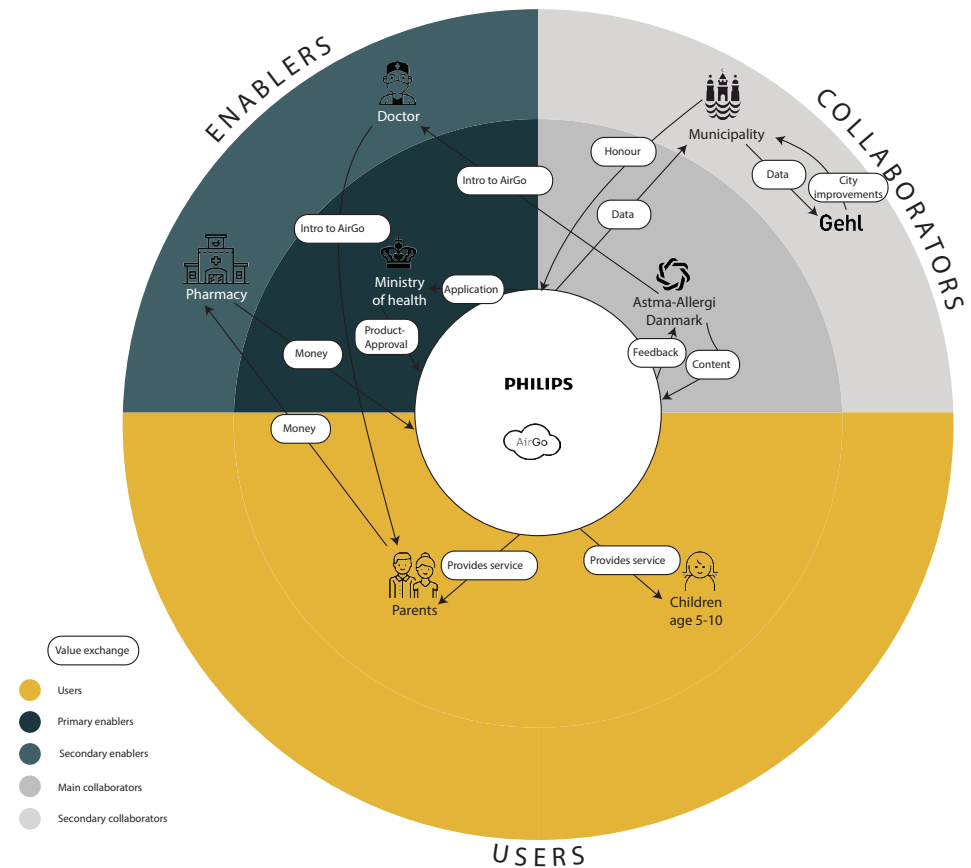 ENABLERS
COLLABORATORS
Doctor
Municipality
Honour
Intro to AirGo
Data
City
improvements
Gehl
Data
Intro to AirGo
Pharmacy
Ministry
of health
Application
Astma-Allergi
Danmark
Product-
Approval
Money
Feedback
Content
PHILIPS
AirGo
Money
Provides service
Provides service
Parents
Children
age 5-10
Value exchange
Users
Primary enablers
Secondary enablers
Main collaborators
Secondary collaborators
USERS